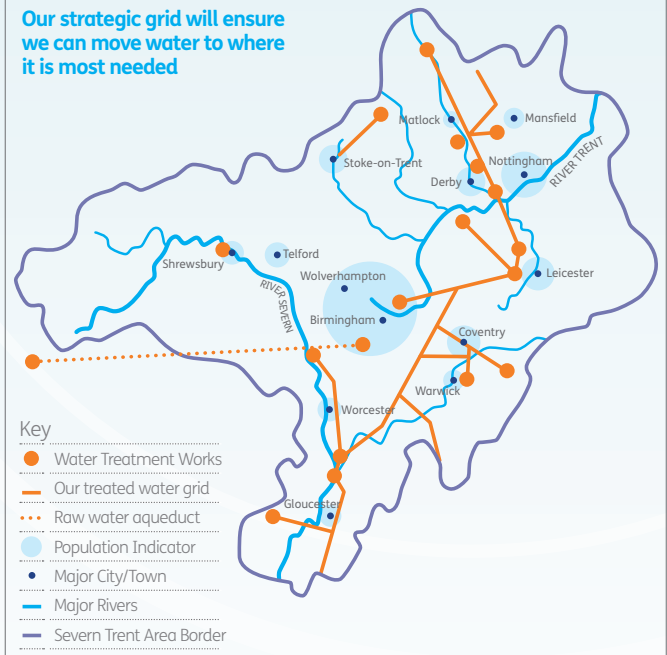 Our strategic grid will ensure
we can move water to where
it is most needed
Matlock
Mansfield
Stoke-on-Trent
Nottingham
Derby
RIVER TRENT
Shrewsbury
Telford
Leicester
Wolverhampton
RIVER SEVERN
Birmingham
Coventry
Warwick
Worcester
Gloucester
Key
Water Treatment Works
Our treated water grid
Raw water aqueduct
Population Indicator
Major City/Town
Major Rivers
Severn Trent Area Border